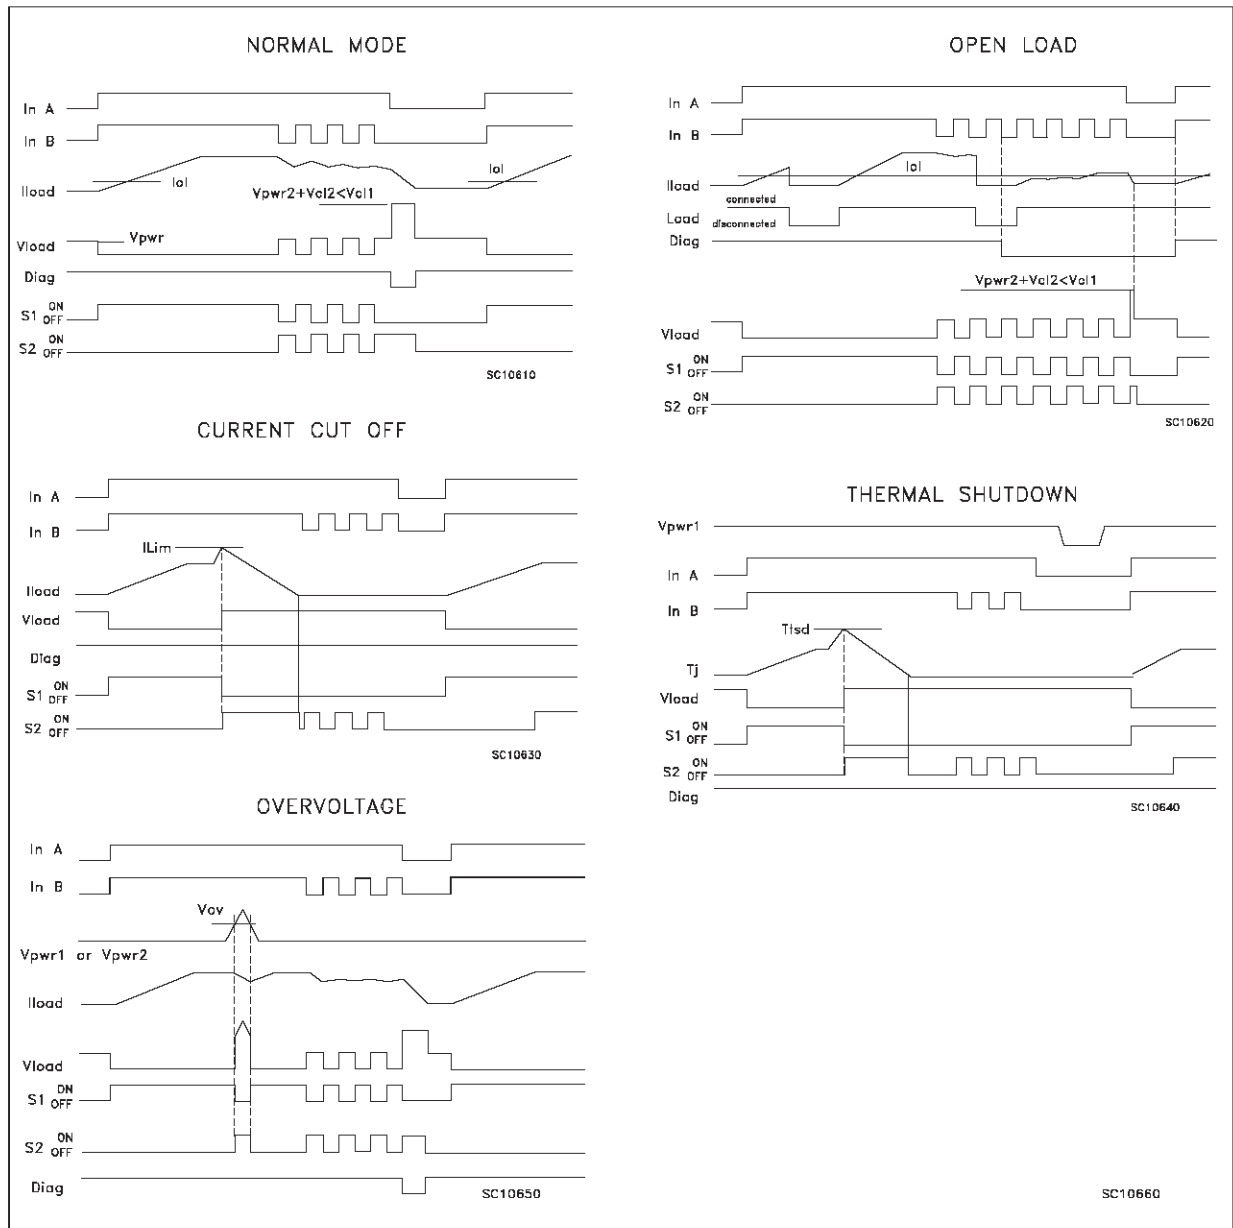 NORMAL MODE
In A
In B
Iol
Iol
Iload
Vpwr2+Vcl2<Vcl1
Vpwr
Vload
Diag
S1 ON
OFF
S2 ON
OFF
SC10610
OPEN LOAD
In A
In B
Iol
Iload
connected
Load
disconnected
Diag
Vpwr2+Vcl2<Vcl1
Vload
S1 ON
OFF
S2 ON
OFF
SC10620
CURRENT CUT OFF
In A
In B
ILim
Iload
Vload
Diag
S1 ON
OFF
S2 ON
OFF
SC10630
THERMAL SHUTDOWN
Vpwr1
In A
In B
Ttsd
Tj
Vload
S1 ON
OFF
S2 ON
OFF
Diag
SC10640
OVERVOLTAGE
In A
In B
Vov
Vpwr1 or Vpwr2
Iload
Vload
S1 ON
OFF
S2 ON
OFF
Diag
SC10650
SC10660